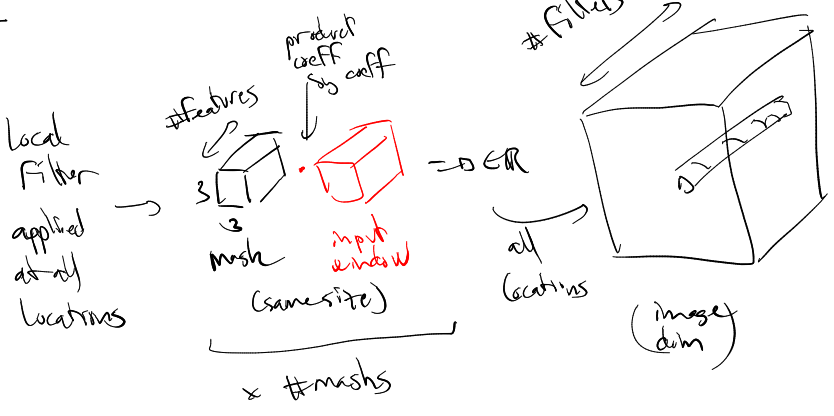 Local
Filter
applied
at all
locations
#features
3
3
mask
product
coeff
by coeff
input
window
(same size)
x #masks
=> ∈ ℝ
all
locations
#filters
(image
dim)